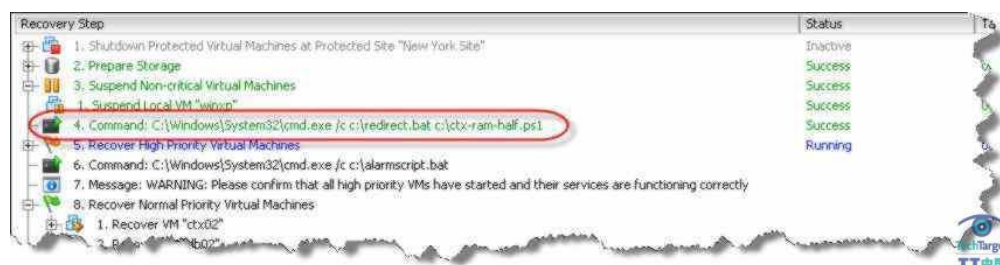 Recovery Step Status Ta
1. Shutdown Protected Virtual Machines at Protected Site "New York Site" Inactive
2. Prepare Storage Success
3. Suspend Non-critical Virtual Machines Success
1. Suspend Local VM "winxp" Success
4. Command: C:\Windows\System32\cmd.exe /c c:\redirect.bat c:\ctx-ram-half.ps1 Success
5. Recover High Priority Virtual Machines Running
6. Command: C:\Windows\System32\cmd.exe /c c:\alarmscript.bat
7. Message: WARNING: Please confirm that all high priority VMs have started and their services are functioning correctly
8. Recover Normal Priority Virtual Machines
1. Recover VM "ctx02"